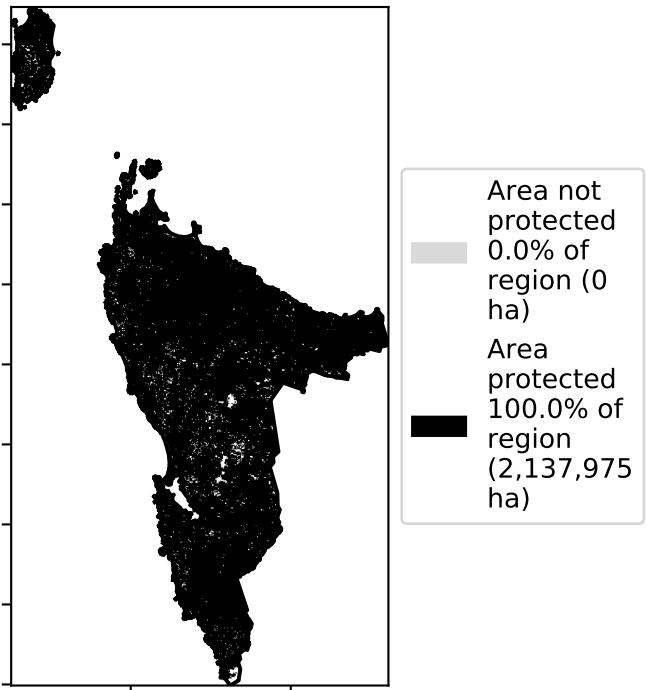 Area not
protected
0.0% of
region (0
ha)
Area
protected
100.0% of
region
(2,137,975
ha)